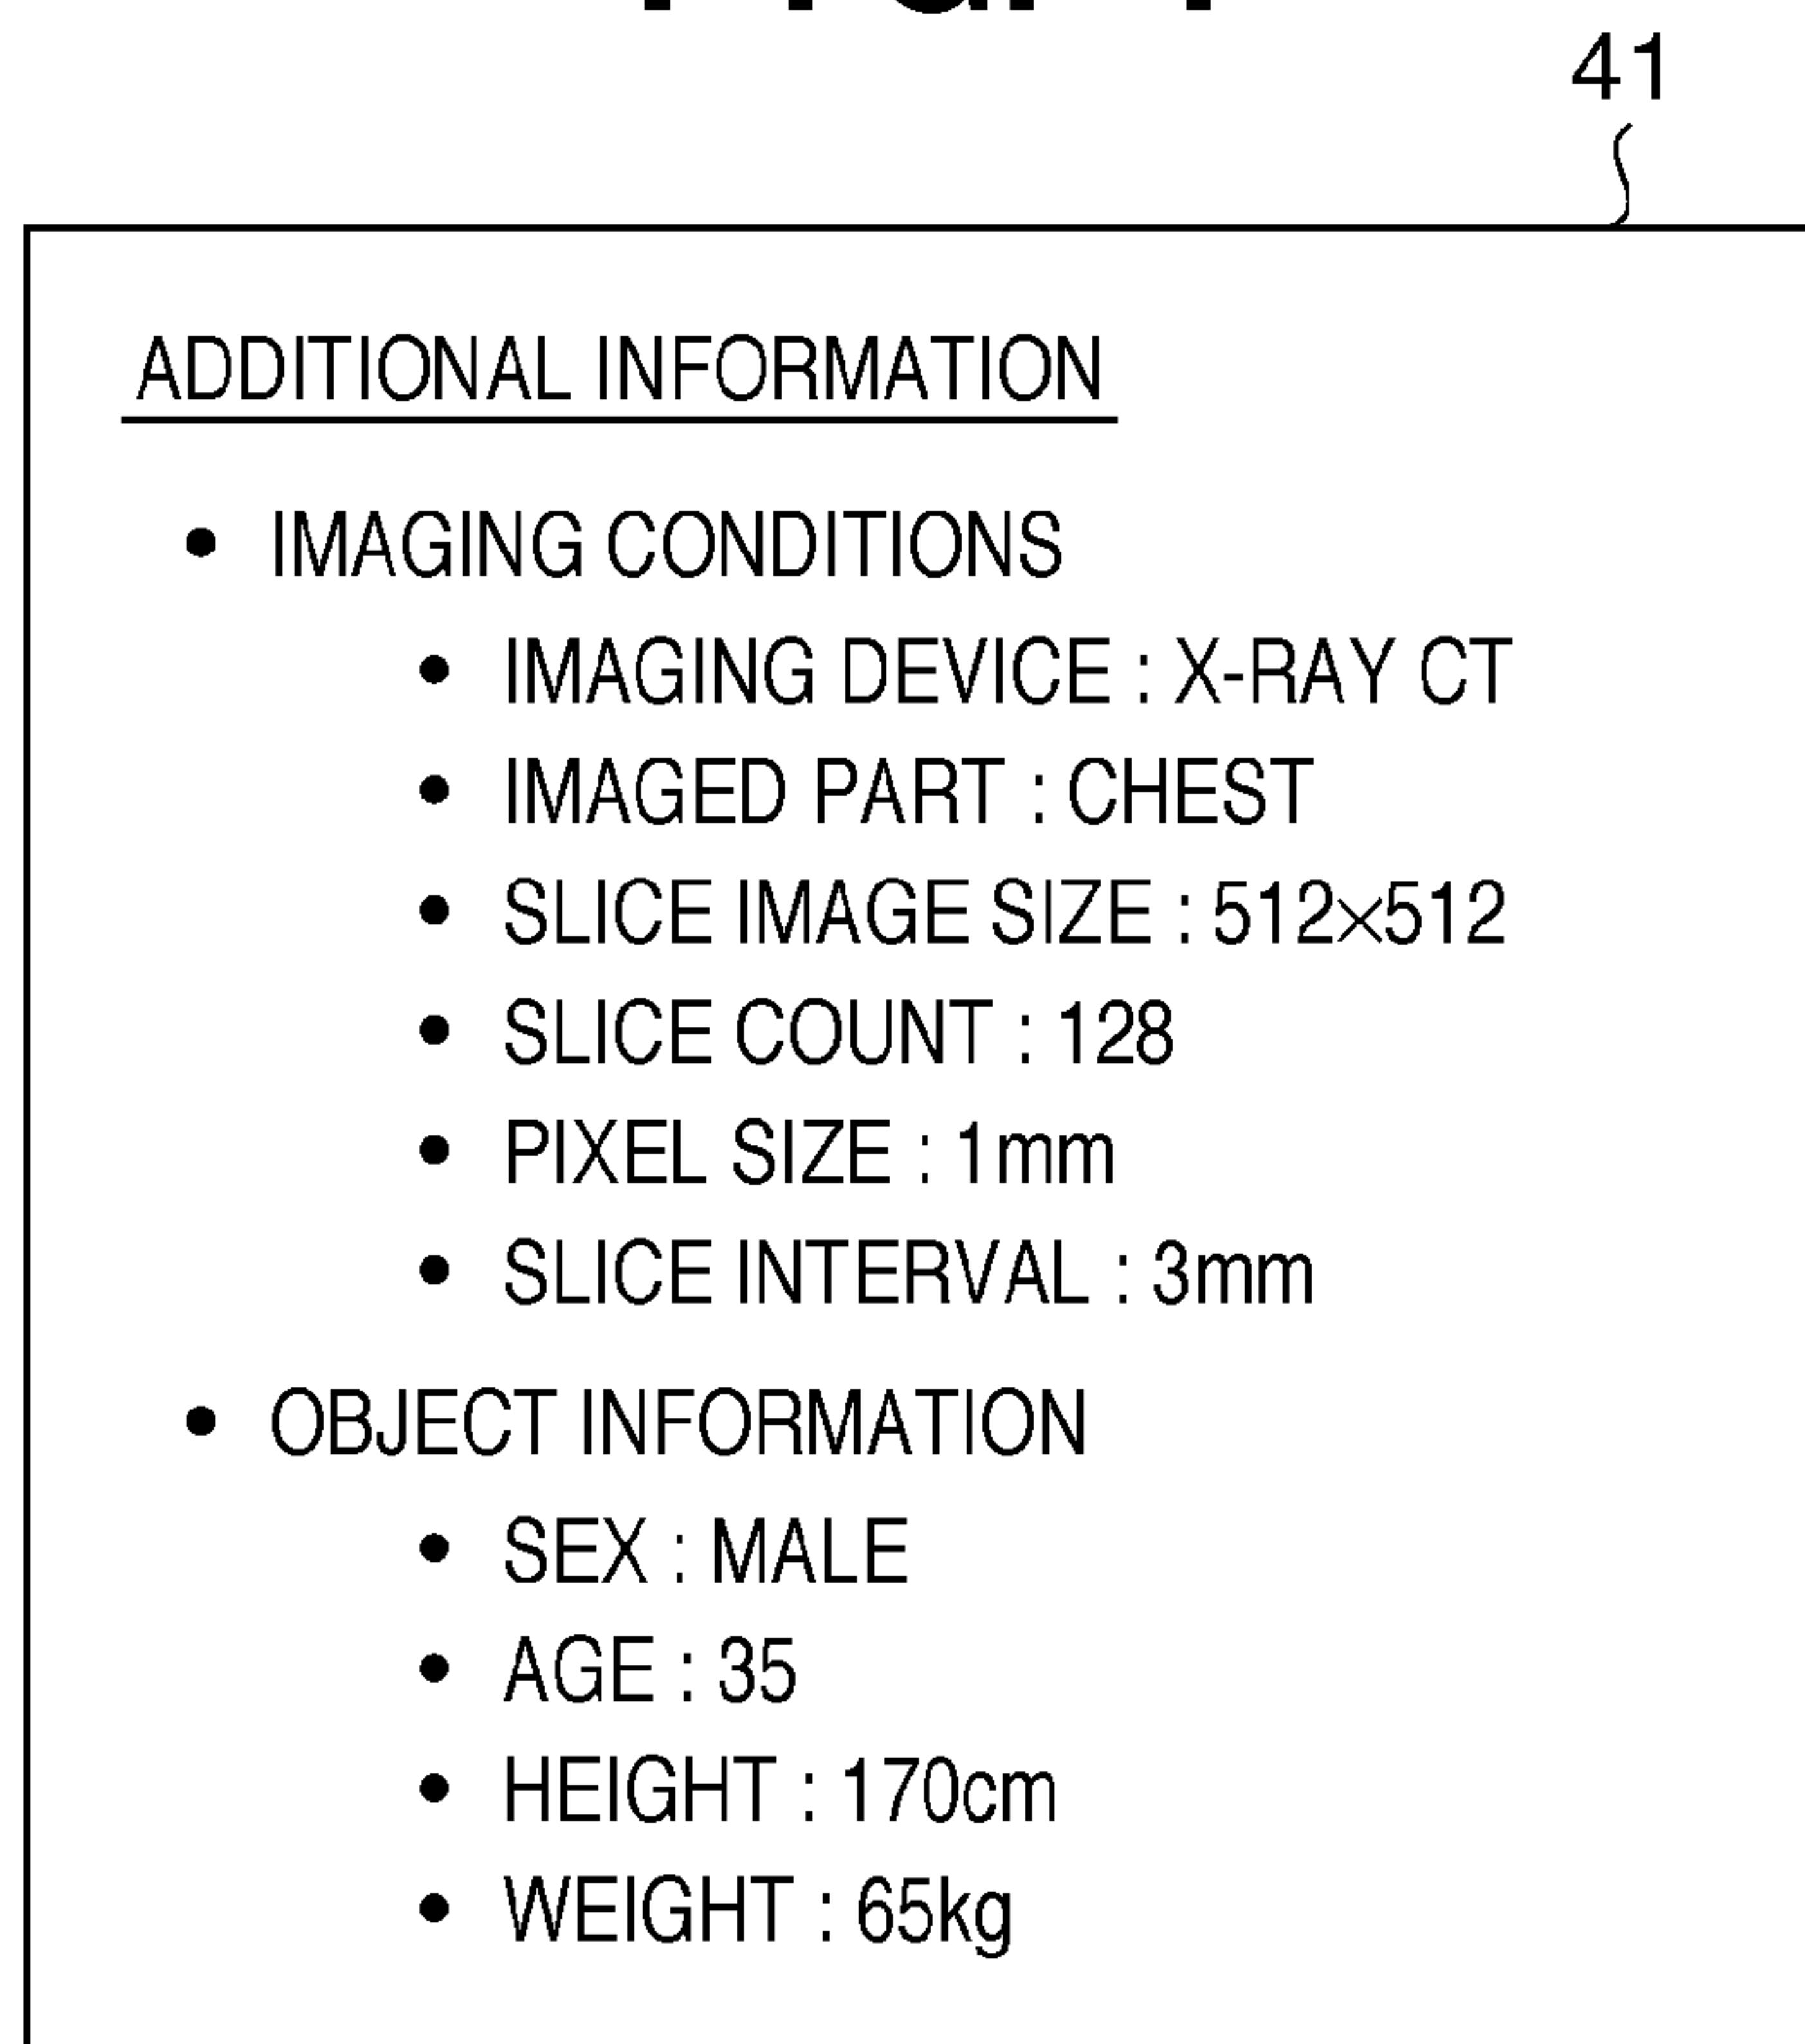 41
ADDITIONAL INFORMATION
• IMAGING CONDITIONS
• IMAGING DEVICE : X-RAY CT
• IMAGED PART : CHEST
• SLICE IMAGE SIZE : 512×512
• SLICE COUNT : 128
• PIXEL SIZE : 1mm
• SLICE INTERVAL : 3mm
• OBJECT INFORMATION
• SEX : MALE
• AGE : 35
• HEIGHT : 170cm
• WEIGHT : 65kg